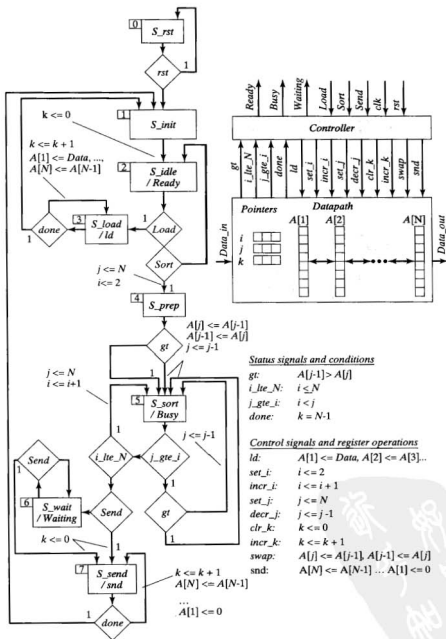 0
S_rst
rst
1
1
S_init
k <=0
2
S_idle
/ Ready
k <= k + 1
A[1] <= Data, ...,
A[N] <= A[N-1]
3
S_load
/ ld
done
1
Load
1
Sort
j <= N
i<= 2
1
4
S_prep
gt
A[j] <= A[j-1]
A[j-1] <= A[j]
j <= j-1
1
j <= N
i <= i+1
5
S_sort
/ Busy
j <= j-1
i_lte_N
1
j_gte_i
1
Send
6
S_wait
/ Waiting
Send
1
gt
1
k <= 0
7
S_send
/ snd
k <= k + 1
A[N] <= A[N-1]
...
A[1] <= 0
1
done
Ready
Busy
Waiting
Load
Sort
Send
clk
rst
Controller
gt
i_lte_N
j_gte_i
done
ld
set_i
incr_i
set_j
decr_j
clr_k
incr_k
swap
snd
Pointers
Datapath
A[1]
A[2]
A[N]
i
j
k
Data_in
Data_out
Status signals and conditions
gt: A[j-1] > A[j]
i_lte_N: i ≤ N
j_gte_i: i < j
done: k = N-1
Control signals and register operations
ld: A[1] <= Data, A[2] <= A[3]...
set_i: i <= 2
incr_i: i <= i + 1
set_j: j <= N
decr_j: j <= j-1
clr_k: k <= 0
incr_k: k <= k + 1
swap: A[j] <= A[j-1], A[j-1] <= A[j]
snd: A[N] <= A[N-1] ... A[1] <= 0